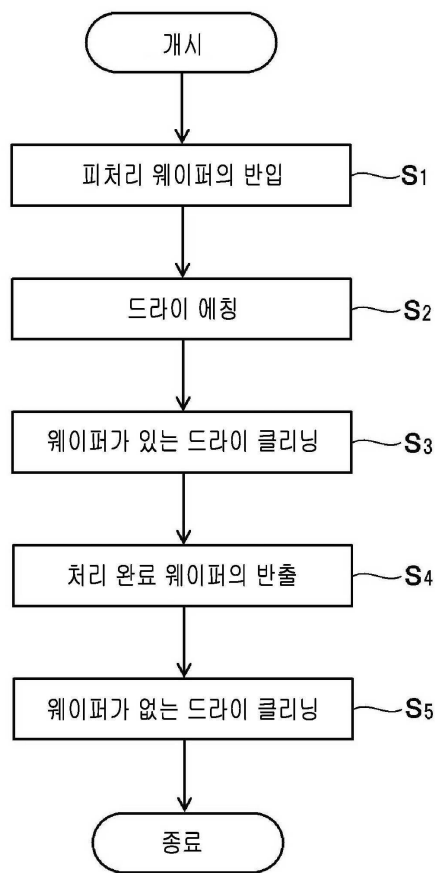 개시
피처리 웨이퍼의 반입 S1
드라이 에칭 S2
웨이퍼가 있는 드라이 클리닝 S3
처리 완료 웨이퍼의 반출 S4
웨이퍼가 없는 드라이 클리닝 S5
종료